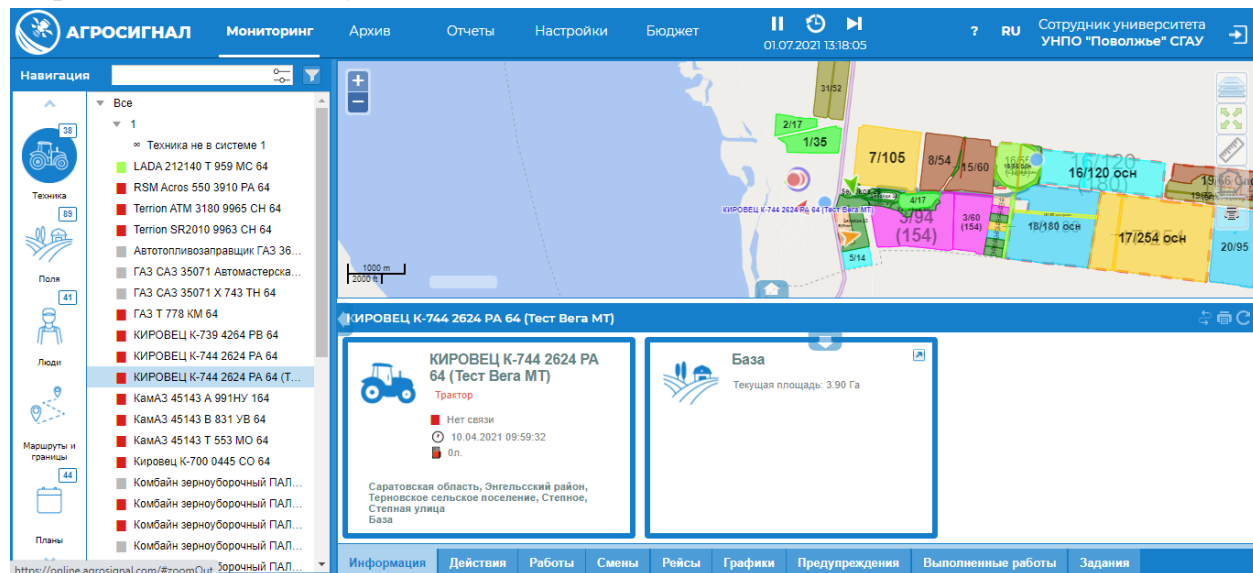 АГРОСИГНАЛ
Мониторинг
Архив
Отчеты
Настройки
Бюджет
01.07.2021 13:18:05
?
RU
Сотрудник университета
УНПО "Поволжье" СГАУ
Навигация
38
Техника
89
Поля
41
Люди
Маршруты и
границы
44
Планы
Все
1
∞ Техника не в системе 1
LADA 212140 Т 959 МС 64
RSM Acros 550 3910 РА 64
Terrion ATM 3180 9965 СН 64
Terrion SR2010 9963 СН 64
Автотопливозаправщик ГАЗ 36...
ГАЗ САЗ 35071 Автомастерска...
ГАЗ САЗ 35071 Х 743 ТН 64
ГАЗ Т 778 КМ 64
КИРОВЕЦ К-739 4264 РВ 64
КИРОВЕЦ К-744 2624 РА 64
КИРОВЕЦ К-744 2624 РА 64 (Т...
КамАЗ 45143 А 991НУ 164
КамАЗ 45143 В 831 УВ 64
КамАЗ 45143 Т 553 МО 64
Кировец К-700 0445 СО 64
Комбайн зерноуборочный ПАЛ...
Комбайн зерноуборочный ПАЛ...
Комбайн зерноуборочный ПАЛ...
Комбайн зерноуборочный ПАЛ...
борочный ПАЛ...
https://online.agrosignal.com/#zoomOut
+
−
31/52
2/17
1/35
7/105
8/54
15/60
16/120 осн
4/17
КИРОВЕЦ К-744 2624 РА 64 (Тест Вега МТ)
3/94
(154)
3/60
(154)
18/180 осн
17/254 осн
20/95
5/14
1000 m
2000 ft
КИРОВЕЦ К-744 2624 РА 64 (Тест Вега МТ)
КИРОВЕЦ К-744 2624 РА
64 (Тест Вега МТ)
Трактор
Нет связи
10.04.2021 09:59:32
0л.
Саратовская область, Энгельсский район,
Терновское сельское поселение, Степное,
Степная улица
База
База
Текущая площадь: 3.90 Га
Информация
Действия
Работы
Смены
Рейсы
Графики
Предупреждения
Выполненные работы
Задания